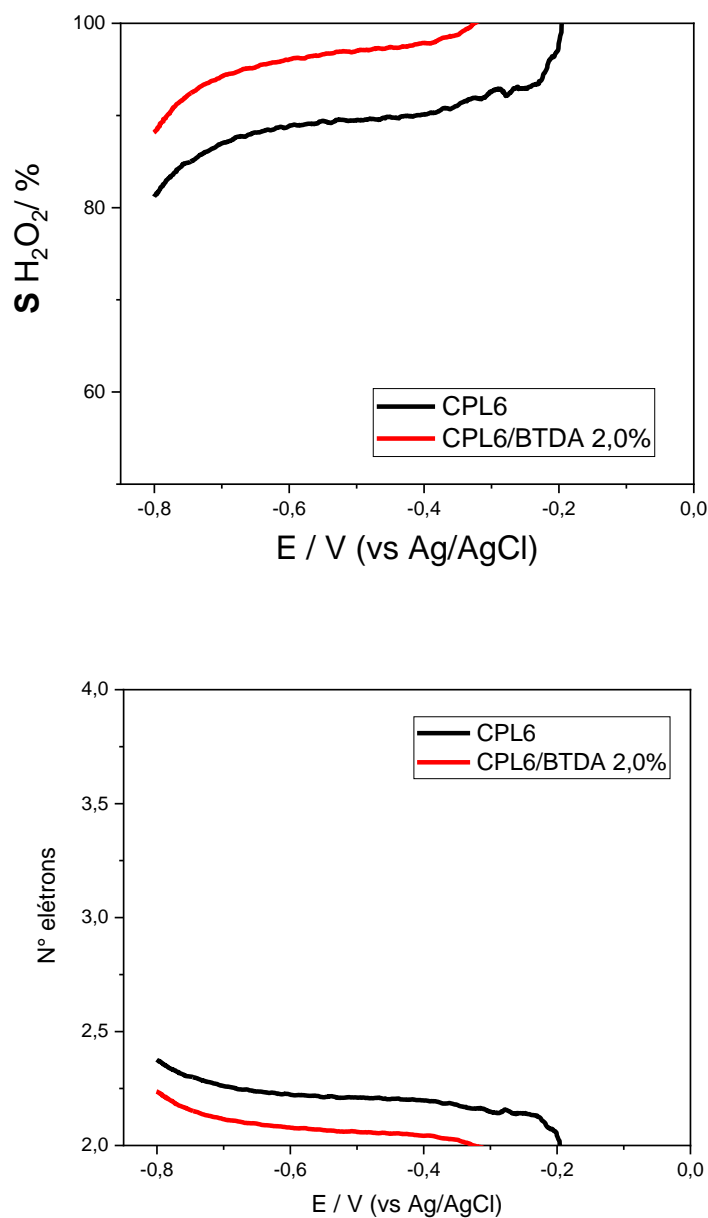 100
80
60
S H₂O₂/ %
CPL6
CPL6/BTDA 2,0%
-0,8 -0,6 -0,4 -0,2 0,0
E / V (vs Ag/AgCl)
4,0
3,5
3,0
2,5
2,0
N° elétrons
CPL6
CPL6/BTDA 2,0%
-0,8 -0,6 -0,4 -0,2 0,0
E / V (vs Ag/AgCl)